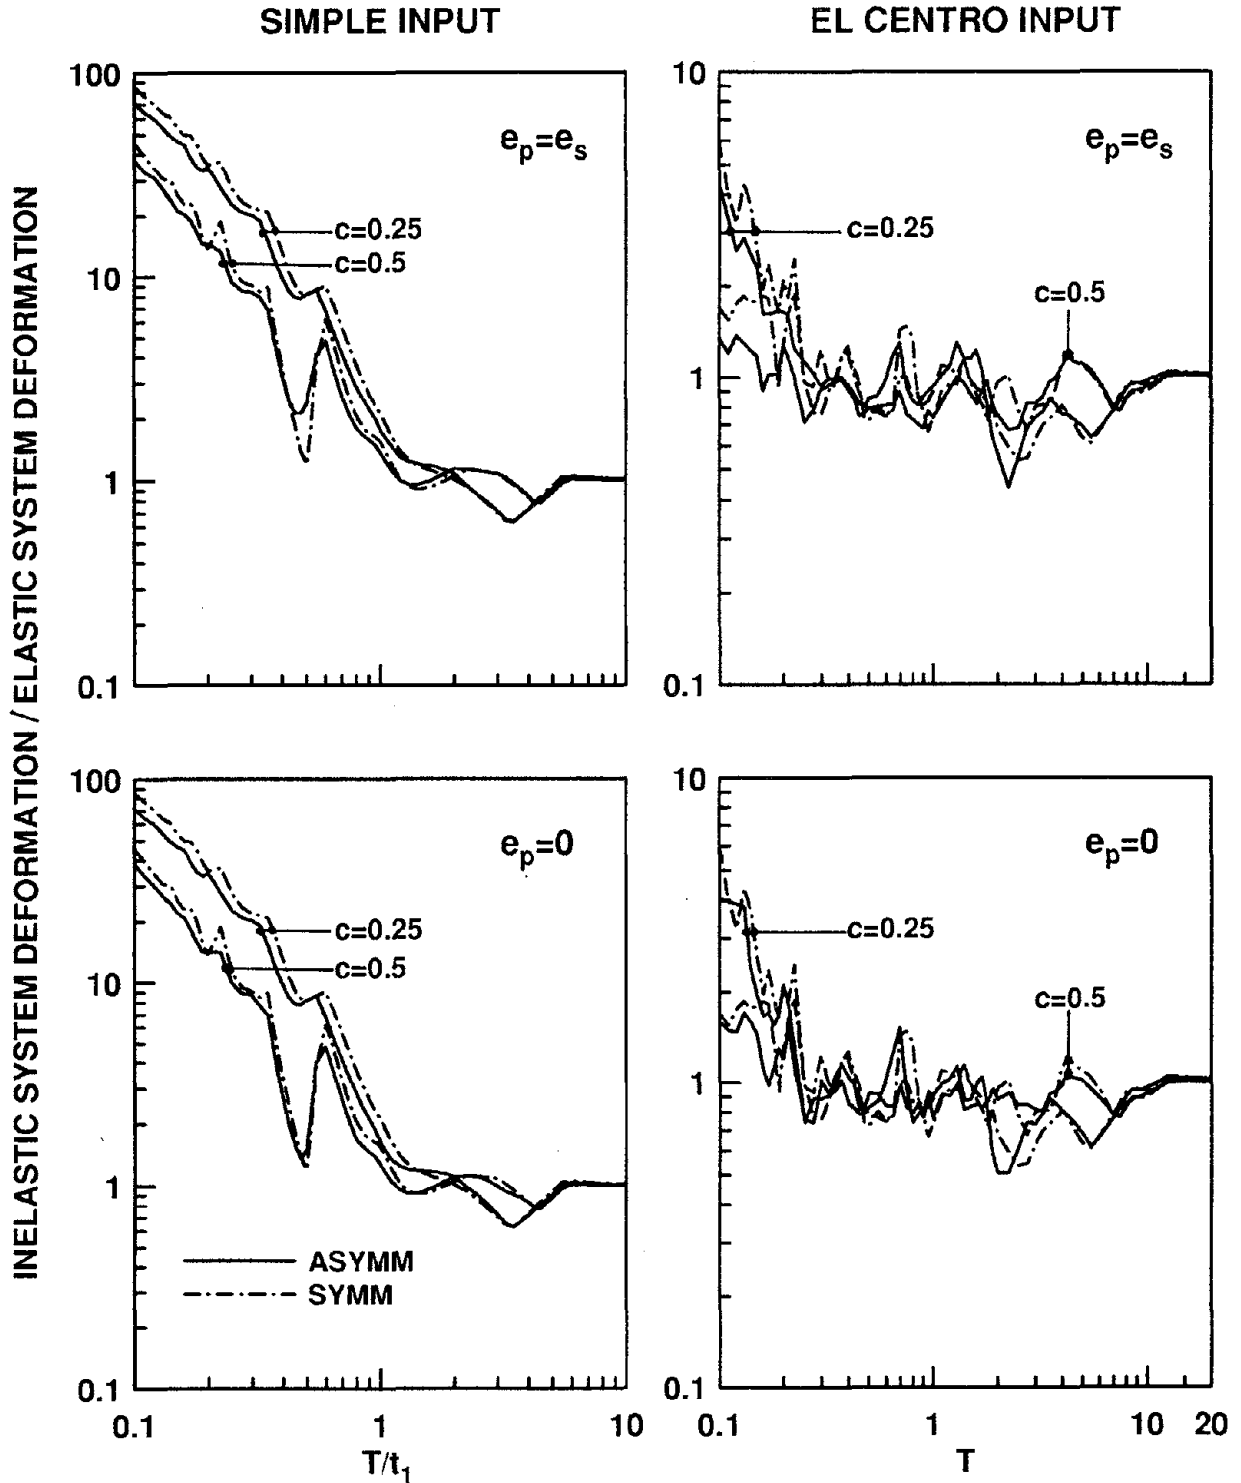 SIMPLE INPUT
EL CENTRO INPUT
INELASTIC SYSTEM DEFORMATION / ELASTIC SYSTEM DEFORMATION
100
10
1
0.1
eₚ=eₛ
c=0.25
c=0.5
10
1
0.1
eₚ=eₛ
c=0.25
c=0.5
100
10
1
0.1
eₚ=0
c=0.25
c=0.5
ASYMM
SYMM
0.1 1 10
T/t₁
10
1
0.1
eₚ=0
c=0.25
c=0.5
0.1 1 10 20
T